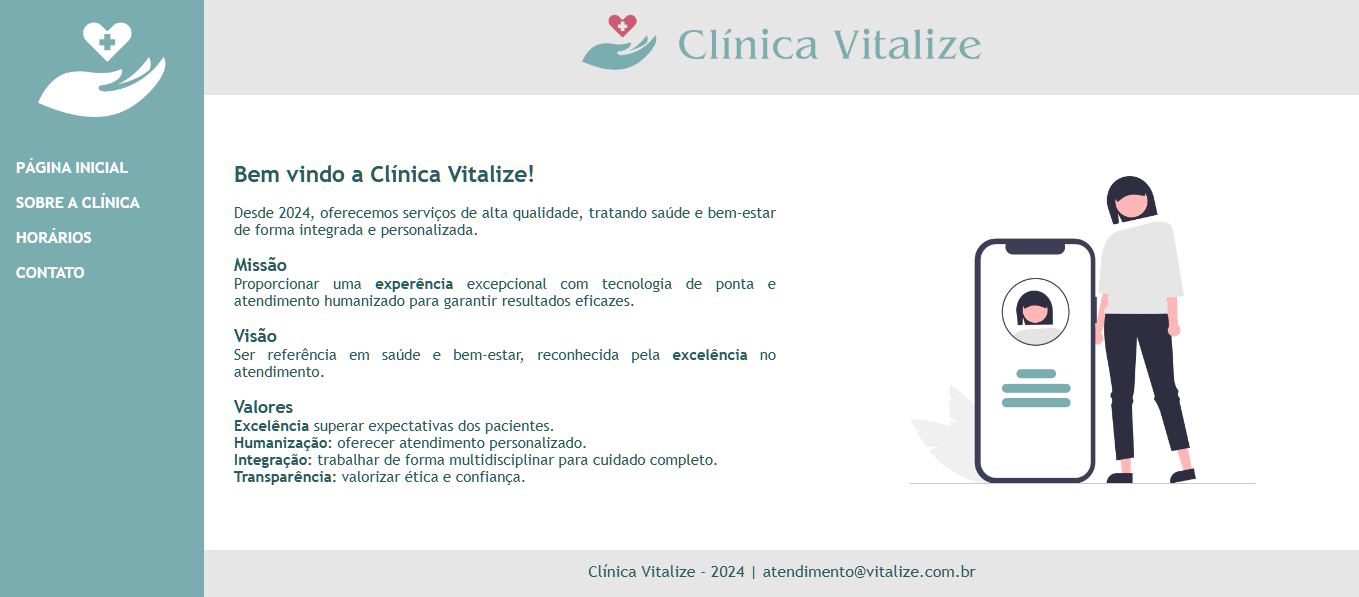 PÁGINA INICIAL
SOBRE A CLÍNICA
HORÁRIOS
CONTATO
Clínica Vitalize
Bem vindo a Clínica Vitalize!
Desde 2024, oferecemos serviços de alta qualidade, tratando saúde e bem-estar
de forma integrada e personalizada.
Missão
Proporcionar uma experência excepcional com tecnologia de ponta e
atendimento humanizado para garantir resultados eficazes.
Visão
Ser referência em saúde e bem-estar, reconhecida pela excelência no
atendimento.
Valores
Excelência superar expectativas dos pacientes.
Humanização: oferecer atendimento personalizado.
Integração: trabalhar de forma multidisciplinar para cuidado completo.
Transparência: valorizar ética e confiança.
Clínica Vitalize - 2024 | atendimento@vitalize.com.br